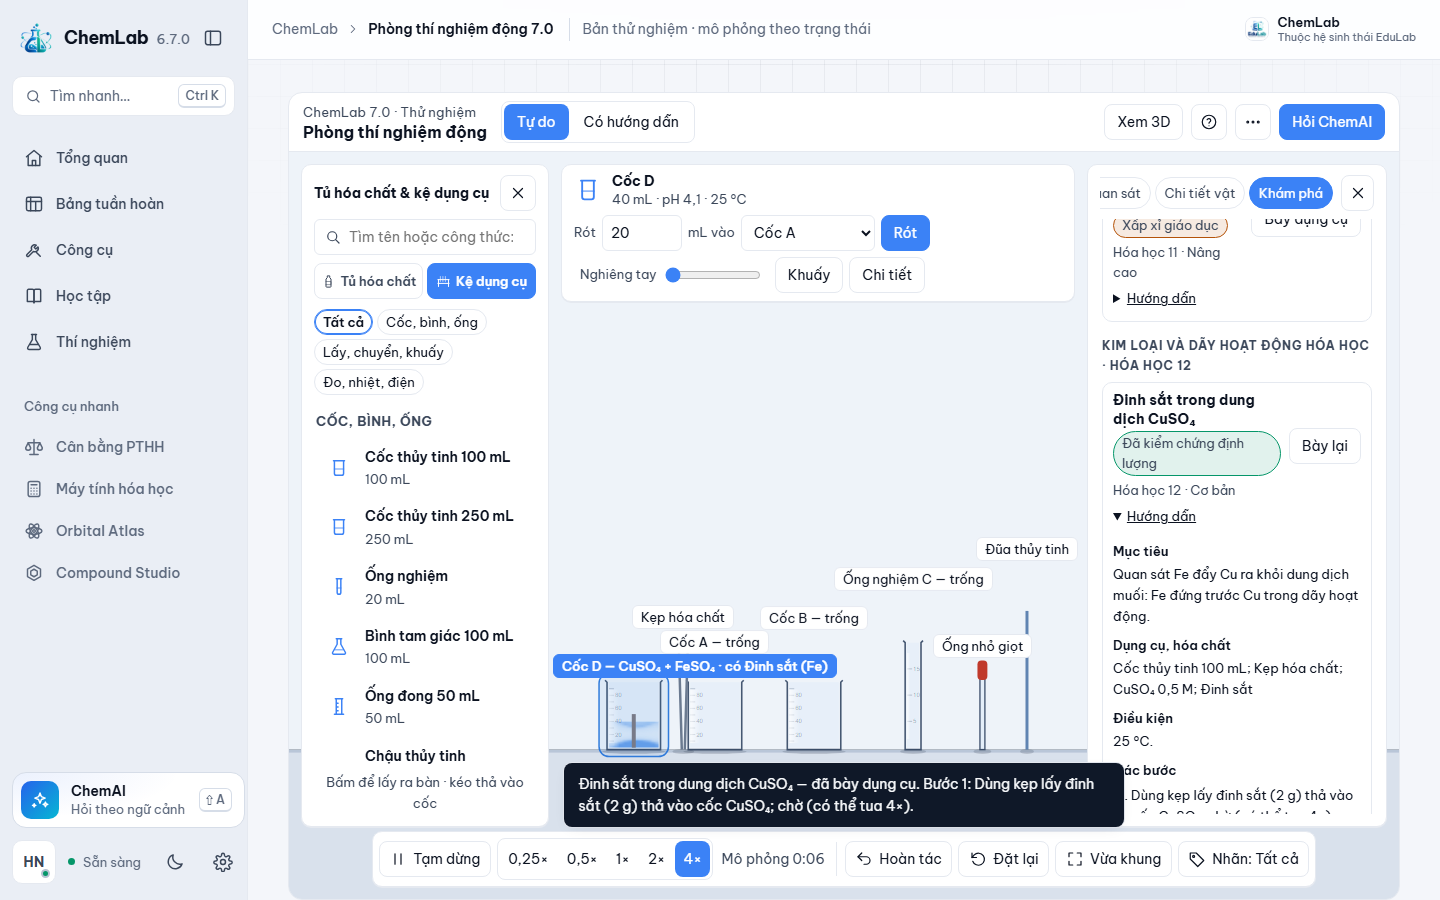 ChemLab 6.7.0
Tìm nhanh... Ctrl K
Tổng quan
Bảng tuần hoàn
Công cụ
Học tập
Thí nghiệm
Công cụ nhanh
Cân bằng PTHH
Máy tính hóa học
Orbital Atlas
Compound Studio
ChemAI
Hỏi theo ngữ cảnh
⇧ A
HN
Sẵn sàng
ChemLab > Phòng thí nghiệm động 7.0 Bản thử nghiệm · mô phỏng theo trạng thái
ChemLab
Thuộc hệ sinh thái EduLab
ChemLab 7.0 · Thử nghiệm
Phòng thí nghiệm động
Tự do Có hướng dẫn
Xem 3D
Hỏi ChemAI
Tủ hóa chất & kệ dụng cụ
Tìm tên hoặc công thức:
Tủ hóa chất Kệ dụng cụ
Tất cả Cốc, bình, ống
Lấy, chuyển, khuấy
Đo, nhiệt, điện
CỐC, BÌNH, ỐNG
Cốc thủy tinh 100 mL
100 mL
Cốc thủy tinh 250 mL
250 mL
Ống nghiệm
20 mL
Bình tam giác 100 mL
100 mL
Ống đong 50 mL
50 mL
Chậu thủy tinh
Bấm để lấy ra bàn · kéo thả vào
cốc
Cốc D
40 mL · pH 4,1 · 25 °C
Rót 20 mL vào Cốc A Rót
Nghiêng tay Khuấy Chi tiết
Đũa thủy tinh
Ống nghiệm C — trống
Kẹp hóa chất
Cốc B — trống
Cốc A — trống
Ống nhỏ giọt
Cốc D — CuSO₄ + FeSO₄ · có Đinh sắt (Fe)
Đinh sắt trong dung dịch CuSO₄ — đã bày dụng cụ. Bước 1: Dùng kẹp lấy đinh
sắt (2 g) thả vào cốc CuSO₄; chờ (có thể tua 4×).
uan sát Chi tiết vật Khám phá
Xấp xỉ giáo dục
Bày dụng cụ
Hóa học 11 · Nâng
cao
Hướng dẫn
KIM LOẠI VÀ DÃY HOẠT ĐỘNG HÓA HỌC
· HÓA HỌC 12
Đinh sắt trong dung
dịch CuSO₄
Đã kiểm chứng định
lượng
Bày lại
Hóa học 12 · Cơ bản
Hướng dẫn
Mục tiêu
Quan sát Fe đẩy Cu ra khỏi dung dịch
muối: Fe đứng trước Cu trong dãy hoạt
động.
Dụng cụ, hóa chất
Cốc thủy tinh 100 mL; Kẹp hóa chất;
CuSO₄ 0,5 M; Đinh sắt
Điều kiện
25 °C.
ác bước
. Dùng kẹp lấy đinh sắt (2 g) thả vào
Tạm dừng 0,25× 0,5× 1× 2× 4× Mô phỏng 0:06 Hoàn tác Đặt lại Vừa khung Nhãn: Tất cả